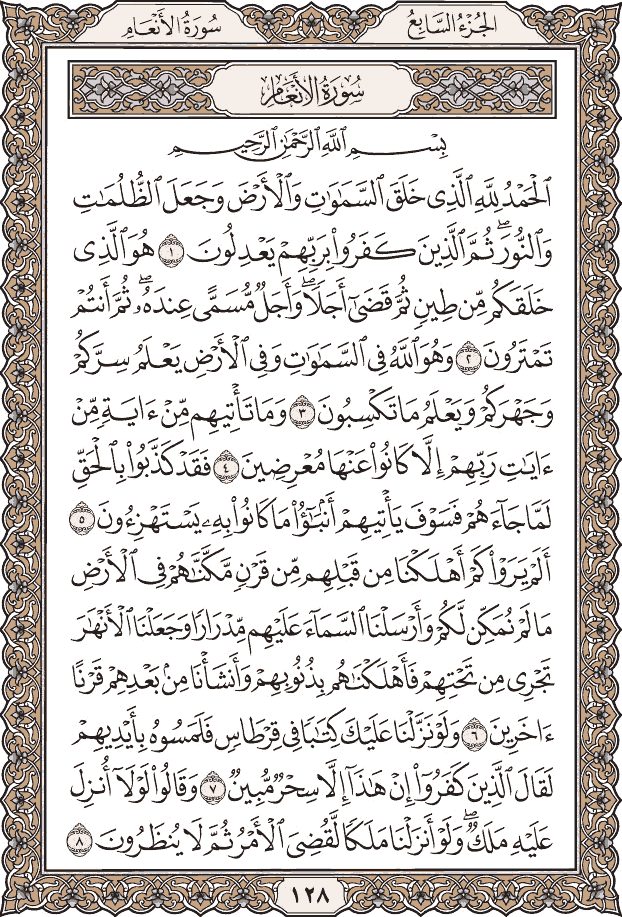 الجُزْءُ السَّابِعُ
سُورَةُ الأَنْعَامِ
سُورَةُ الأَنْعَامِ
بِسْمِ ٱللَّهِ ٱلرَّحْمَٰنِ ٱلرَّحِيمِ
ٱلْحَمْدُ لِلَّهِ ٱلَّذِى خَلَقَ ٱلسَّمَٰوَٰتِ وَٱلْأَرْضَ وَجَعَلَ ٱلظُّلُمَٰتِ
وَٱلنُّورَ ۖ ثُمَّ ٱلَّذِينَ كَفَرُوا۟ بِرَبِّهِمْ يَعْدِلُونَ ١ هُوَ ٱلَّذِى
خَلَقَكُم مِّن طِينٍ ثُمَّ قَضَىٰٓ أَجَلًا ۖ وَأَجَلٌ مُّسَمًّى عِندَهُۥ ۖ ثُمَّ أَنتُمْ
تَمْتَرُونَ ٢ وَهُوَ ٱللَّهُ فِى ٱلسَّمَٰوَٰتِ وَفِى ٱلْأَرْضِ يَعْلَمُ سِرَّكُمْ
وَجَهْرَكُمْ وَيَعْلَمُ مَا تَكْسِبُونَ ٣ وَمَا تَأْتِيهِم مِّنْ ءَايَةٍ مِّنْ
ءَايَٰتِ رَبِّهِمْ إِلَّا كَانُوا۟ عَنْهَا مُعْرِضِينَ ٤ فَقَدْ كَذَّبُوا۟ بِٱلْحَقِّ
لَمَّا جَآءَهُمْ فَسَوْفَ يَأْتِيهِمْ أَنۢبَٰٓؤُا۟ مَا كَانُوا۟ بِهِۦ يَسْتَهْزِءُونَ ٥
أَلَمْ يَرَوْا۟ كَمْ أَهْلَكْنَا مِن قَبْلِهِم مِّن قَرْنٍ مَّكَّنَّٰهُمْ فِى ٱلْأَرْضِ
مَا لَمْ نُمَكِّن لَّكُمْ وَأَرْسَلْنَا ٱلسَّمَآءَ عَلَيْهِم مِّدْرَارًا وَجَعَلْنَا ٱلْأَنْهَٰرَ
تَجْرِى مِن تَحْتِهِمْ فَأَهْلَكْنَٰهُم بِذُنُوبِهِمْ وَأَنشَأْنَا مِنۢ بَعْدِهِمْ قَرْنًا
ءَاخَرِينَ ٦ وَلَوْ نَزَّلْنَا عَلَيْكَ كِتَٰبًا فِى قِرْطَاسٍ فَلَمَسُوهُ بِأَيْدِيهِمْ
لَقَالَ ٱلَّذِينَ كَفَرُوٓا۟ إِنْ هَٰذَآ إِلَّا سِحْرٌ مُّبِينٌ ٧ وَقَالُوا۟ لَوْلَآ أُنزِلَ
عَلَيْهِ مَلَكٌ ۖ وَلَوْ أَنزَلْنَا مَلَكًا لَّقُضِىَ ٱلْأَمْرُ ثُمَّ لَا يُنظَرُونَ ٨
١٢٨